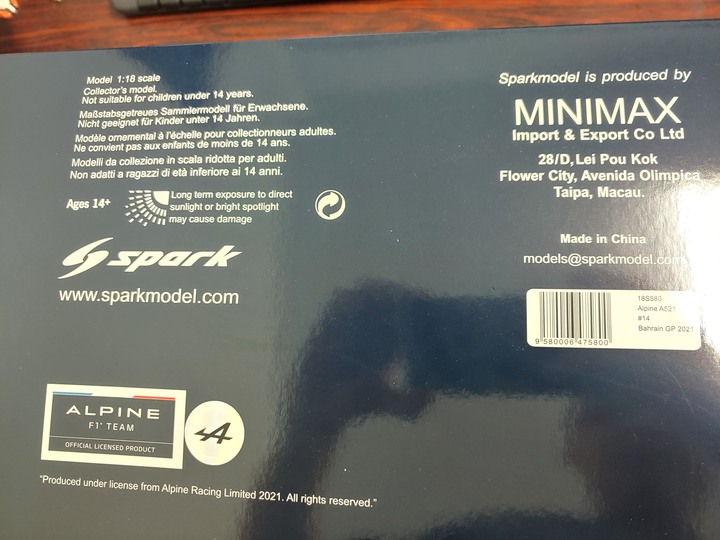 Model 1:18 scale
Collector's model.
Not suitable for children under 14 years.
Maßstabsgetreues Sammlermodell für Erwachsene.
Nicht geeignet für Kinder unter 14 Jahren.
Modèle ornemental à l'échelle pour collectionneurs adultes.
Ne convient pas aux enfants de moins de 14 ans.
Modelli da collezione in scala ridotta per adulti.
Non adatti a ragazzi di età inferiore ai 14 anni.
Ages 14+
Long term exposure to direct
sunlight or bright spotlight
may cause damage
spark
www.sparkmodel.com
ALPINE
F1® TEAM
OFFICIAL LICENSED PRODUCT
A
"Produced under license from Alpine Racing Limited 2021. All rights reserved."
Sparkmodel is produced by
MINIMAX
Import & Export Co Ltd
28/D, Lei Pou Kok
Flower City, Avenida Olimpica
Taipa, Macau.
Made in China
models@sparkmodel.com
18S580
Alpine A521
#14
Bahrain GP 2021
9 580006 475800